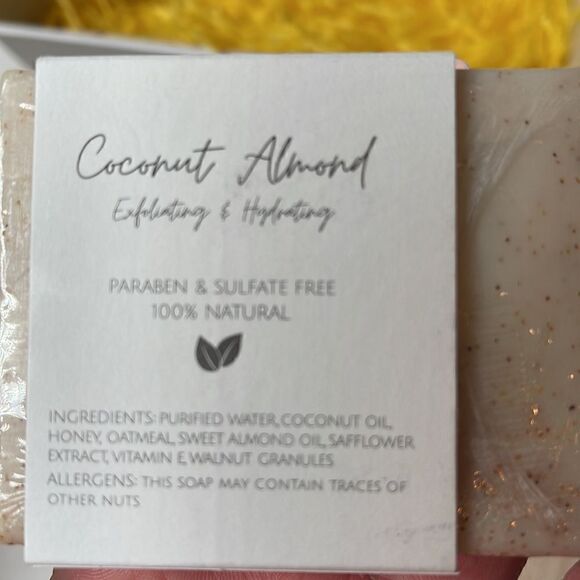 Coconut Almond
Exfoliating & Hydrating
PARABEN & SULFATE FREE
100% NATURAL
INGREDIENTS: PURIFIED WATER, COCONUT OIL,
HONEY, OATMEAL, SWEET ALMOND OIL, SAFFLOWER
EXTRACT, VITAMIN E, WALNUT GRANULES
ALLERGENS: THIS SOAP MAY CONTAIN TRACES OF
OTHER NUTS